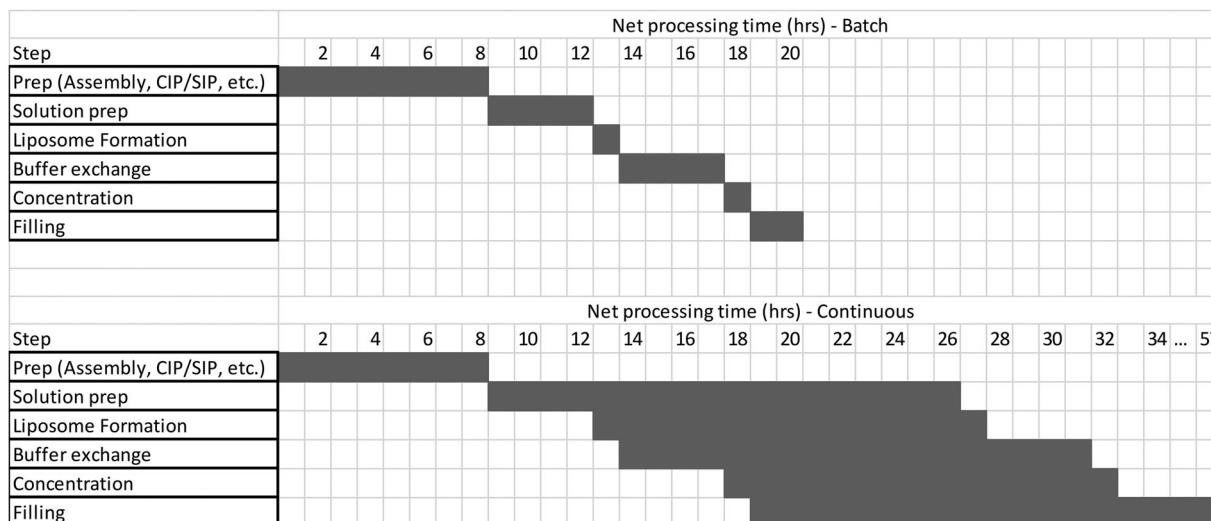 Net processing time (hrs) - Batch
Step 2 4 6 8 10 12 14 16 18 20
Prep (Assembly, CIP/SIP, etc.)
Solution prep
Liposome Formation
Buffer exchange
Concentration
Filling
Net processing time (hrs) - Continuous
Step 2 4 6 8 10 12 14 16 18 20 22 24 26 28 30 32 34 ...
Prep (Assembly, CIP/SIP, etc.)
Solution prep
Liposome Formation
Buffer exchange
Concentration
Filling